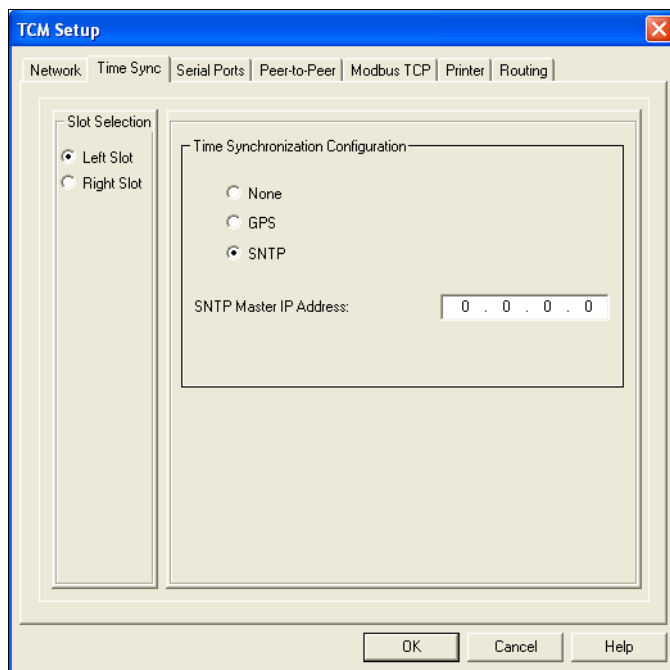 TCM Setup
Network Time Sync Serial Ports Peer-to-Peer Modbus TCP Printer Routing
Slot Selection
Left Slot
Right Slot
Time Synchronization Configuration
None
GPS
SNTP
SNTP Master IP Address: 0 . 0 . 0 . 0
OK Cancel Help